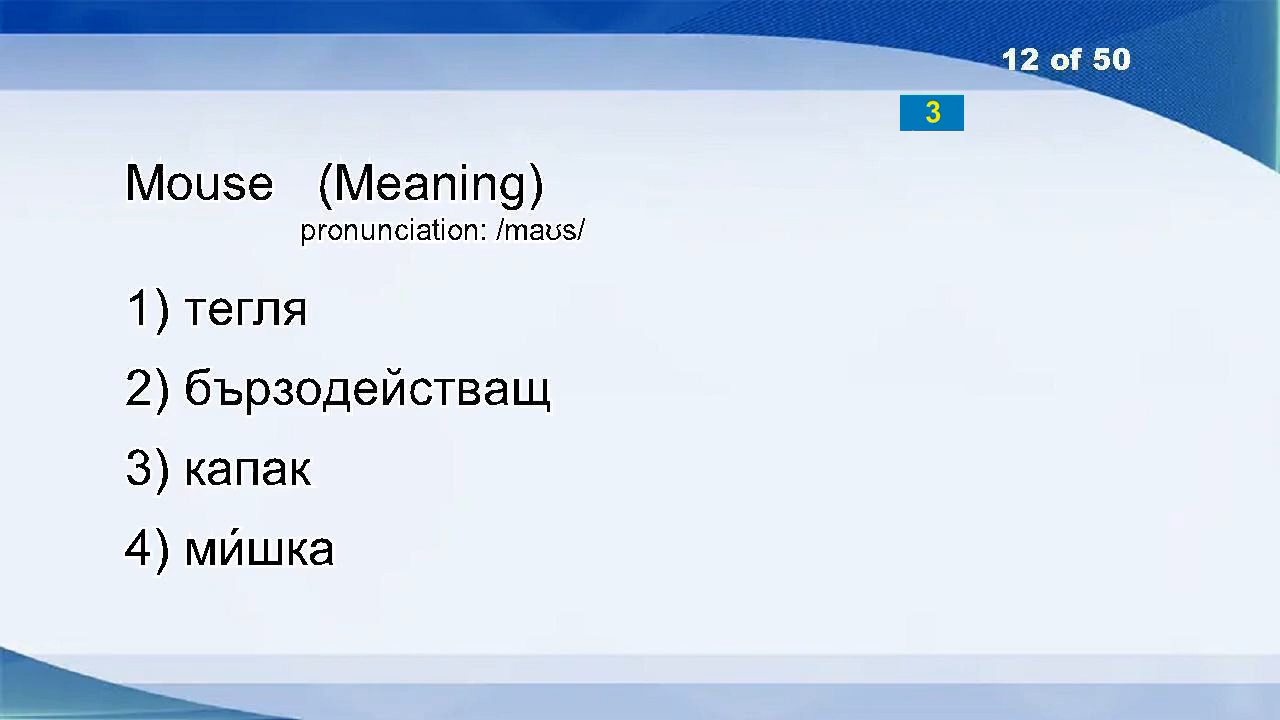 12 of 50
3
Mouse (Meaning)
pronunciation: /maʊs/
1) тегля
2) бързодействащ
3) капак
4) ми́шка